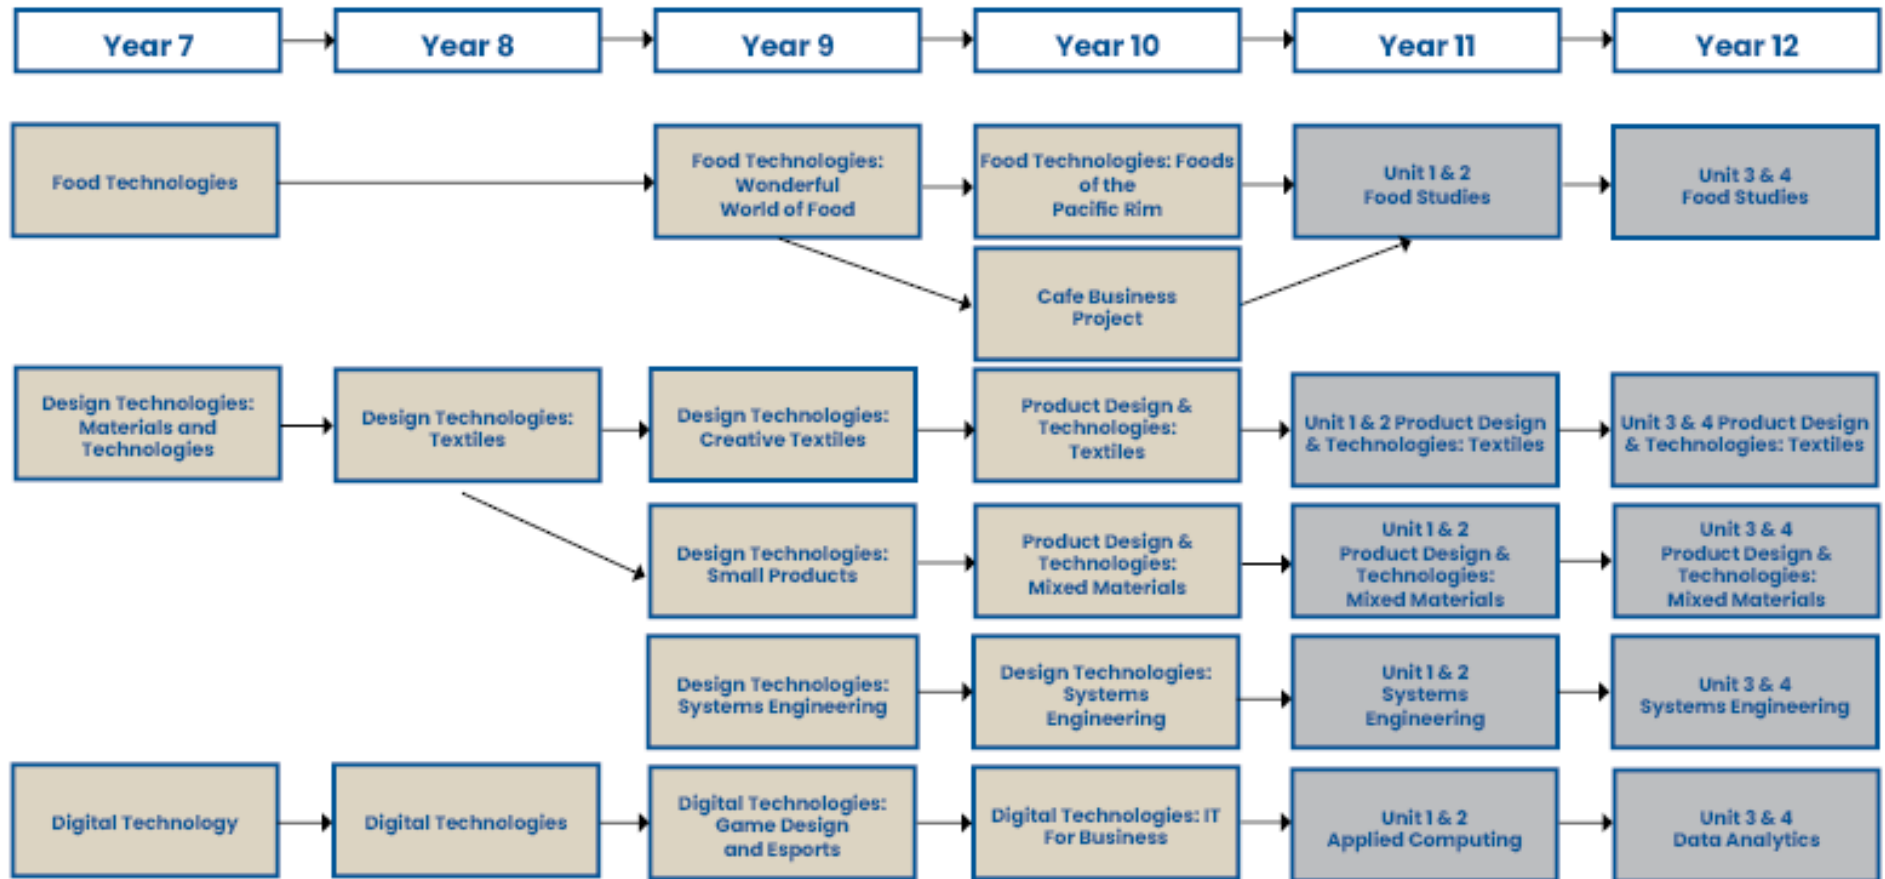 Year 7
Year 8
Year 9
Year 10
Year 11
Year 12
Food Technologies
Food Technologies:
Wonderful
World of Food
Food Technologies: Foods
of the
Pacific Rim
Unit 1 & 2
Food Studies
Unit 3 & 4
Food Studies
Cafe Business
Project
Design Technologies:
Materials and
Technologies
Design Technologies:
Textiles
Design Technologies:
Creative Textiles
Product Design &
Technologies:
Textiles
Unit 1 & 2 Product Design
& Technologies: Textiles
Unit 3 & 4 Product Design
& Technologies: Textiles
Design Technologies:
Small Products
Product Design &
Technologies:
Mixed Materials
Unit 1 & 2
Product Design &
Technologies:
Mixed Materials
Unit 3 & 4
Product Design &
Technologies:
Mixed Materials
Design Technologies:
Systems Engineering
Design Technologies:
Systems
Engineering
Unit 1 & 2
Systems
Engineering
Unit 3 & 4
Systems Engineering
Digital Technology
Digital Technologies
Digital Technologies:
Game Design
and Esports
Digital Technologies: IT
For Business
Unit 1 & 2
Applied Computing
Unit 3 & 4
Data Analytics